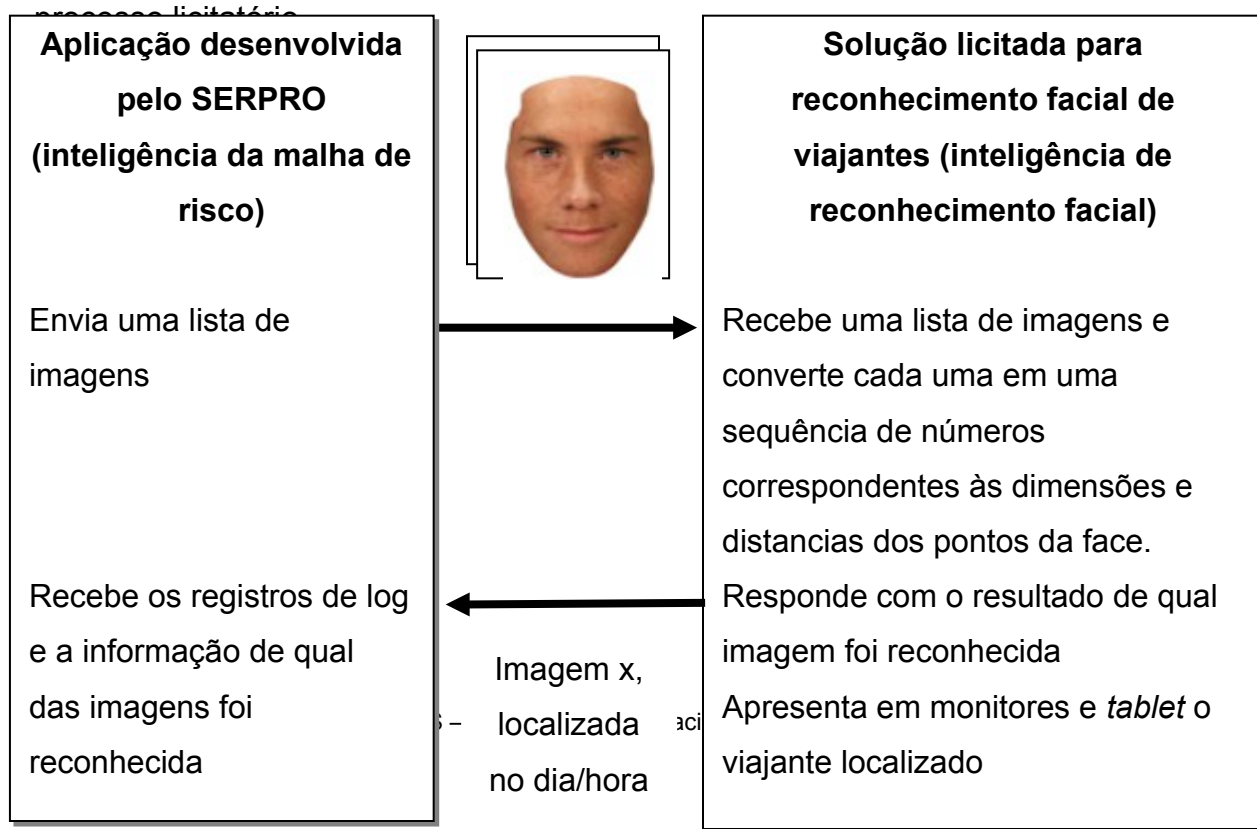 Aplicação desenvolvida
pelo SERPRO
(inteligência da malha de
risco)
Envia uma lista de
imagens
Recebe os registros de log
e a informação de qual
das imagens foi
reconhecida
Imagem x,
localizada
no dia/hora
Solução licitada para
reconhecimento facial de
viajantes (inteligência de
reconhecimento facial)
Recebe uma lista de imagens e
converte cada uma em uma
sequência de números
correspondentes às dimensões e
distancias dos pontos da face.
Responde com o resultado de qual
imagem foi reconhecida
Apresenta em monitores e tablet o
viajante localizado